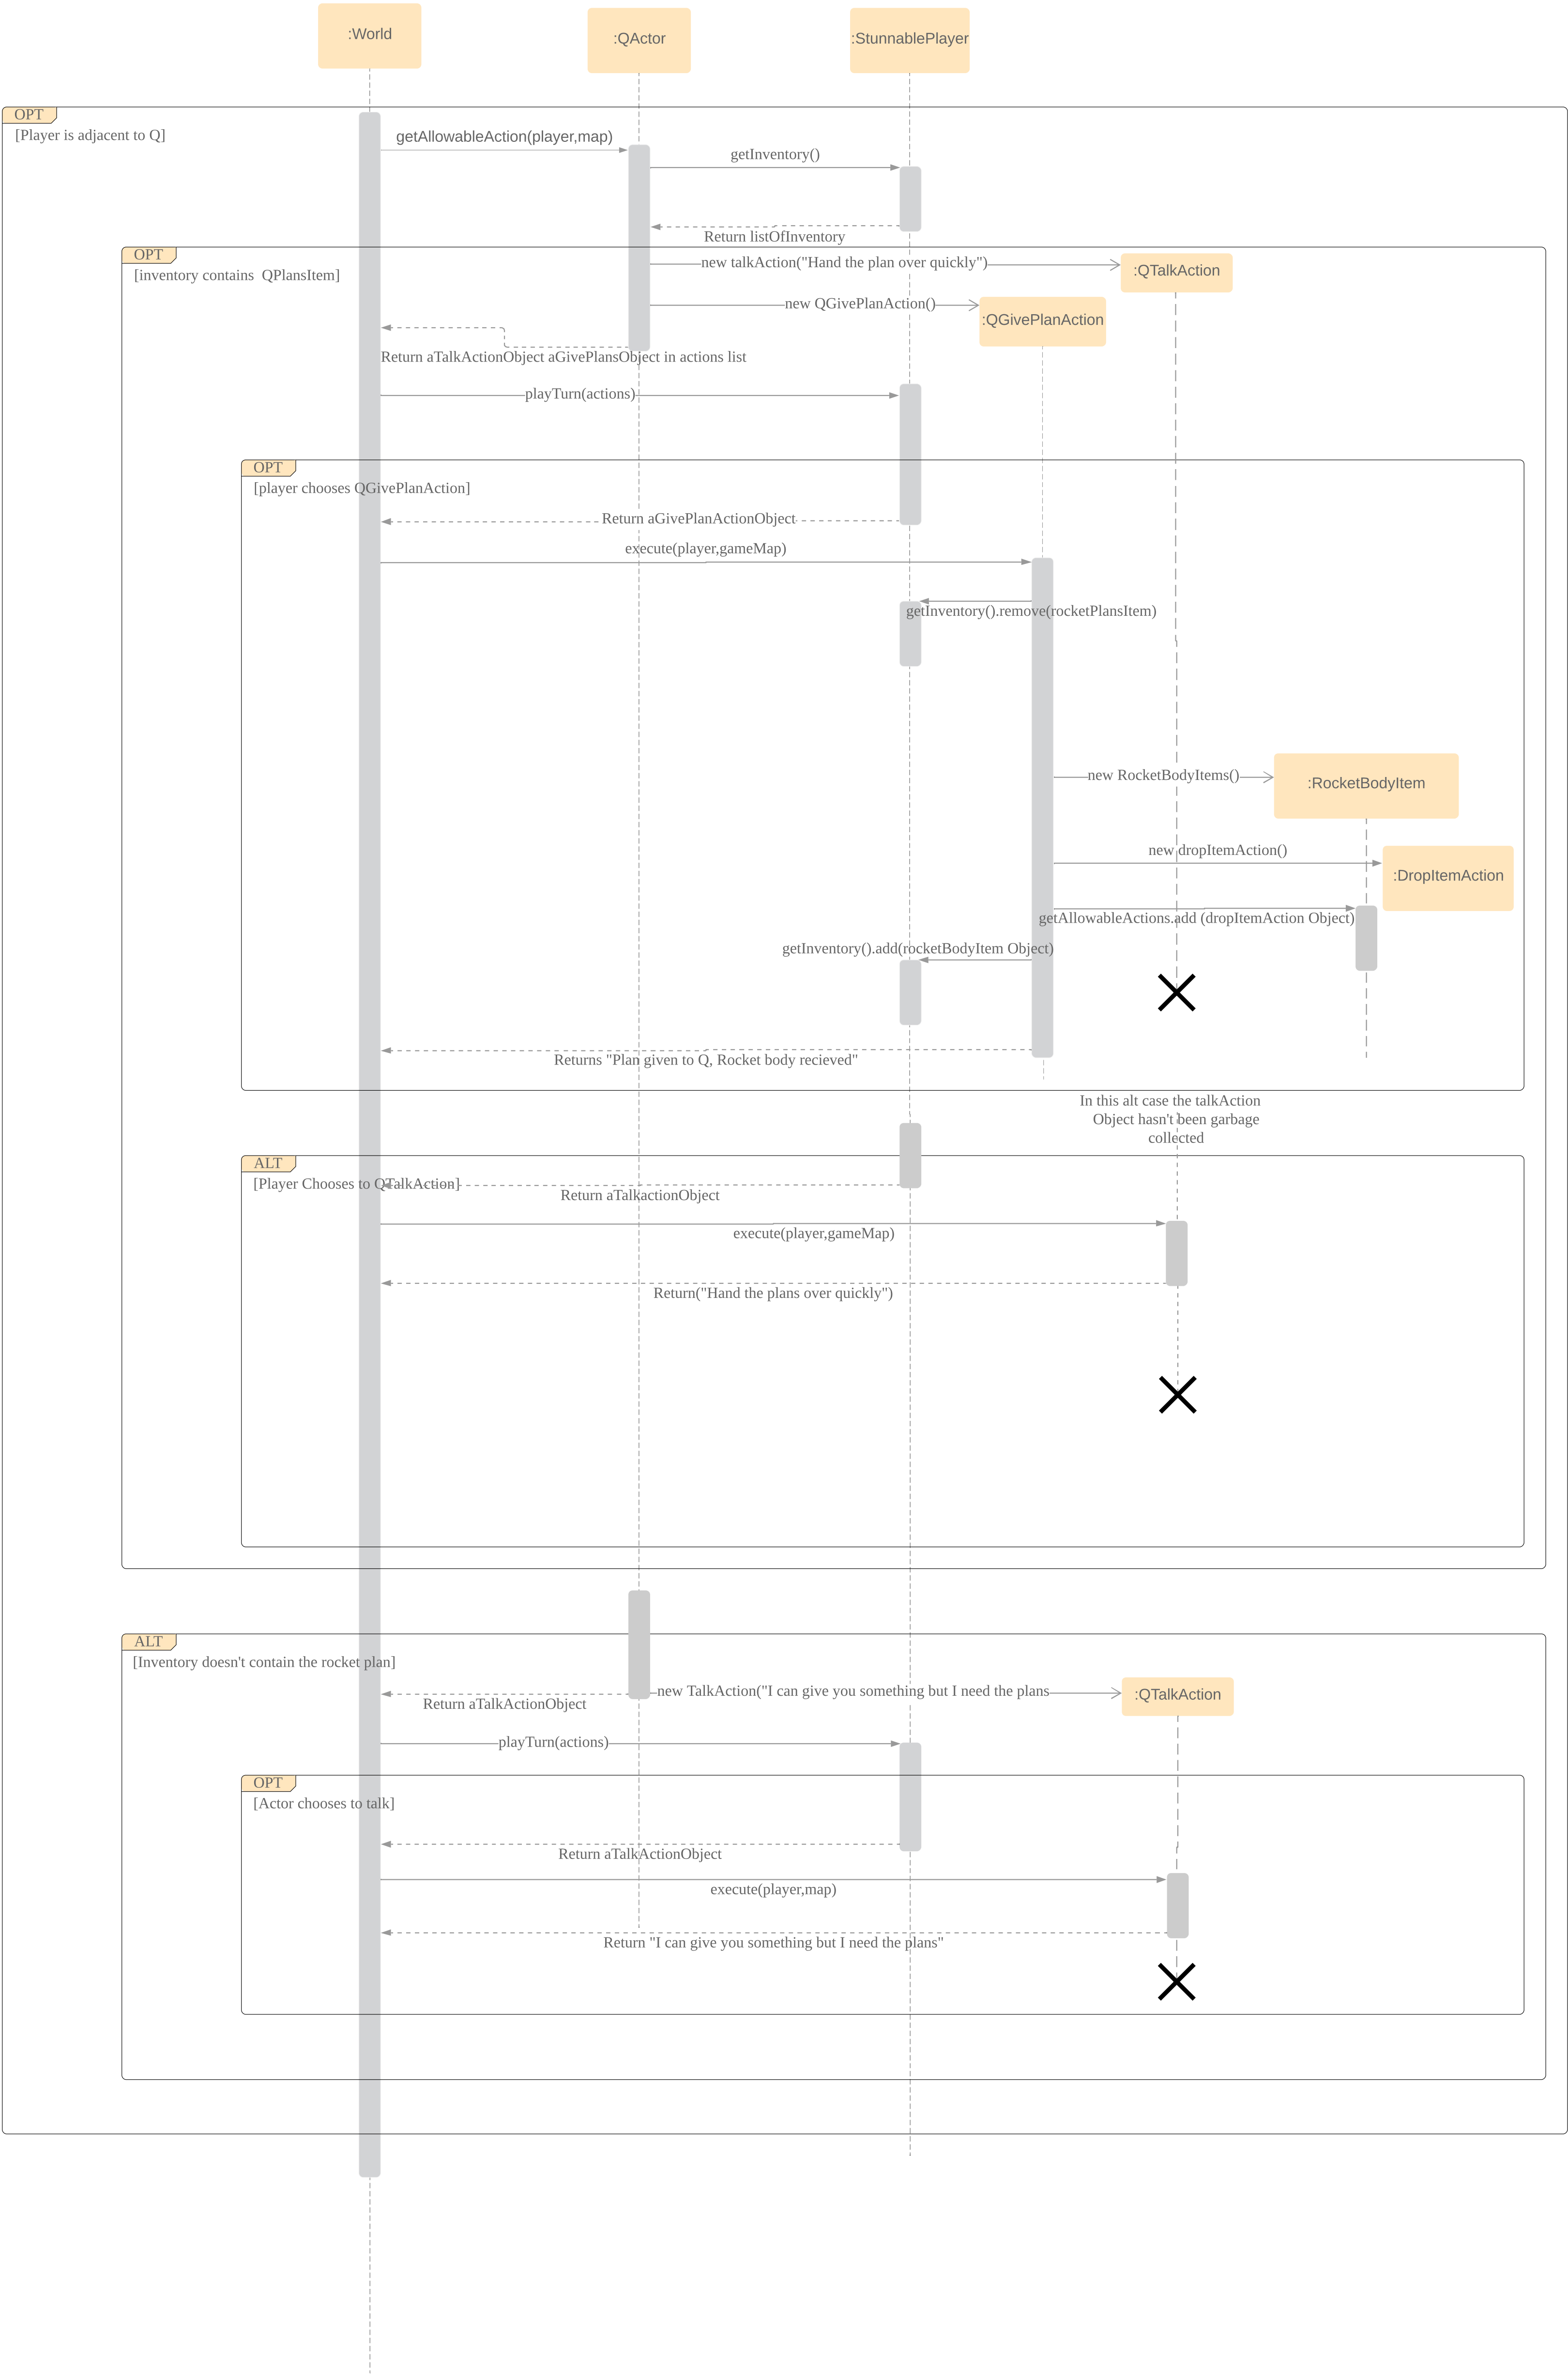 :World
:QActor
:StunnablePlayer
OPT
[Player is adjacent to Q]
getAllowableAction(player,map)
getInventory()
Return listOfInventory
OPT
[inventory contains  QPlansItem]
new talkAction("Hand the plan over quickly")
:QTalkAction
new QGivePlanAction()
:QGivePlanAction
Return aTalkActionObject aGivePlansObject in actions list
playTurn(actions)
OPT
[player chooses QGivePlanAction]
Return aGivePlanActionObject
execute(player,gameMap)
getInventory().remove(rocketPlansItem)
new RocketBodyItems()
:RocketBodyItem
new dropItemAction()
:DropItemAction
getAllowableActions.add (dropItemAction Object)
getInventory().add(rocketBodyItem Object)
Returns "Plan given to Q, Rocket body recieved"
In this alt case the talkAction
Object hasn't been garbage
collected
ALT
[Player Chooses to QTalkAction]
Return aTalkactionObject
execute(player,gameMap)
Return("Hand the plans over quickly")
ALT
[Inventory doesn't contain the rocket plan]
new TalkAction("I can give you something but I need the plans
:QTalkAction
Return aTalkActionObject
playTurn(actions)
OPT
[Actor chooses to talk]
Return aTalkActionObject
execute(player,map)
Return "I can give you something but I need the plans"